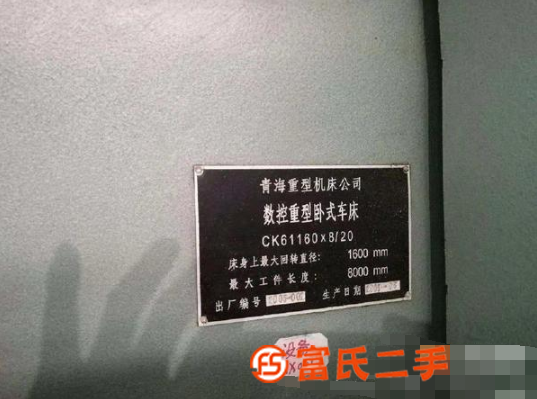 青海重型机床公司
数控重型卧式车床
CK61160x8/20
床身上最大回转直径: 1600 mm
最大工件长度: 8000 mm
出厂编号 生产日期
设备
富氏二手